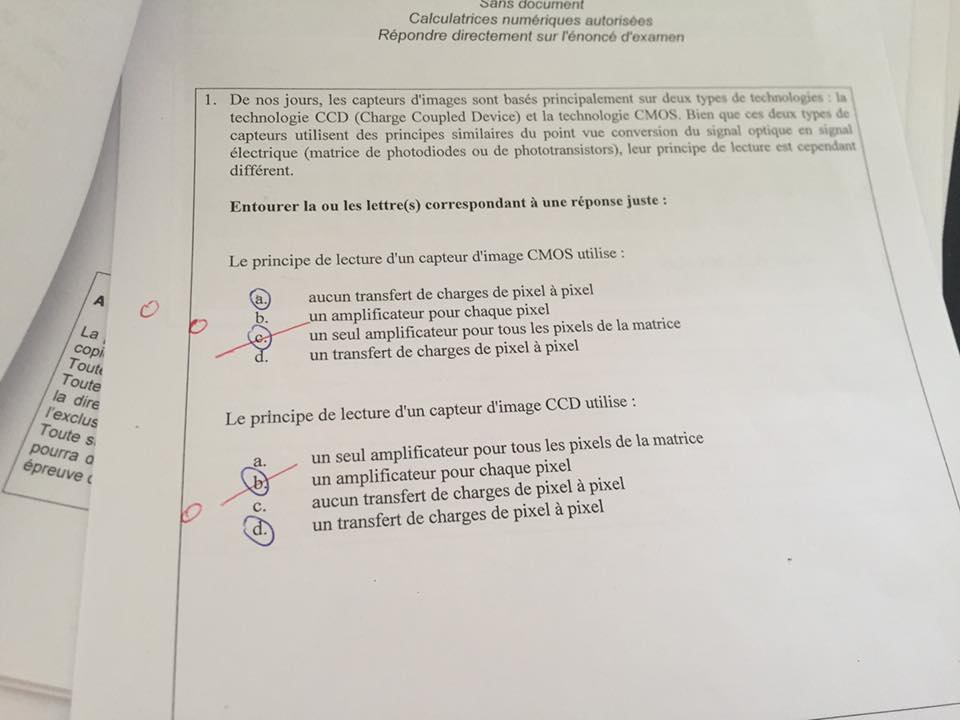 Sans document
Calculatrices numériques autorisées
Répondre directement sur l'énoncé d'examen
1. De nos jours, les capteurs d'images sont basés principalement sur deux types de technologies : la
technologie CCD (Charge Coupled Device) et la technologie CMOS. Bien que ces deux types de
capteurs utilisent des principes similaires du point vue conversion du signal optique en signal
électrique (matrice de photodiodes ou de phototransistors), leur principe de lecture est cependant
différent.
Entourer la ou les lettre(s) correspondant à une réponse juste :
Le principe de lecture d'un capteur d'image CMOS utilise :
a. aucun transfert de charges de pixel à pixel
b. un amplificateur pour chaque pixel
c. un seul amplificateur pour tous les pixels de la matrice
d. un transfert de charges de pixel à pixel
Le principe de lecture d'un capteur d'image CCD utilise :
a. un seul amplificateur pour tous les pixels de la matrice
b. un amplificateur pour chaque pixel
c. aucun transfert de charges de pixel à pixel
d. un transfert de charges de pixel à pixel
0
0
0
A
La
copi
Toute
Toute
la dire
l'exclus
Toute s
pourra
épreuve